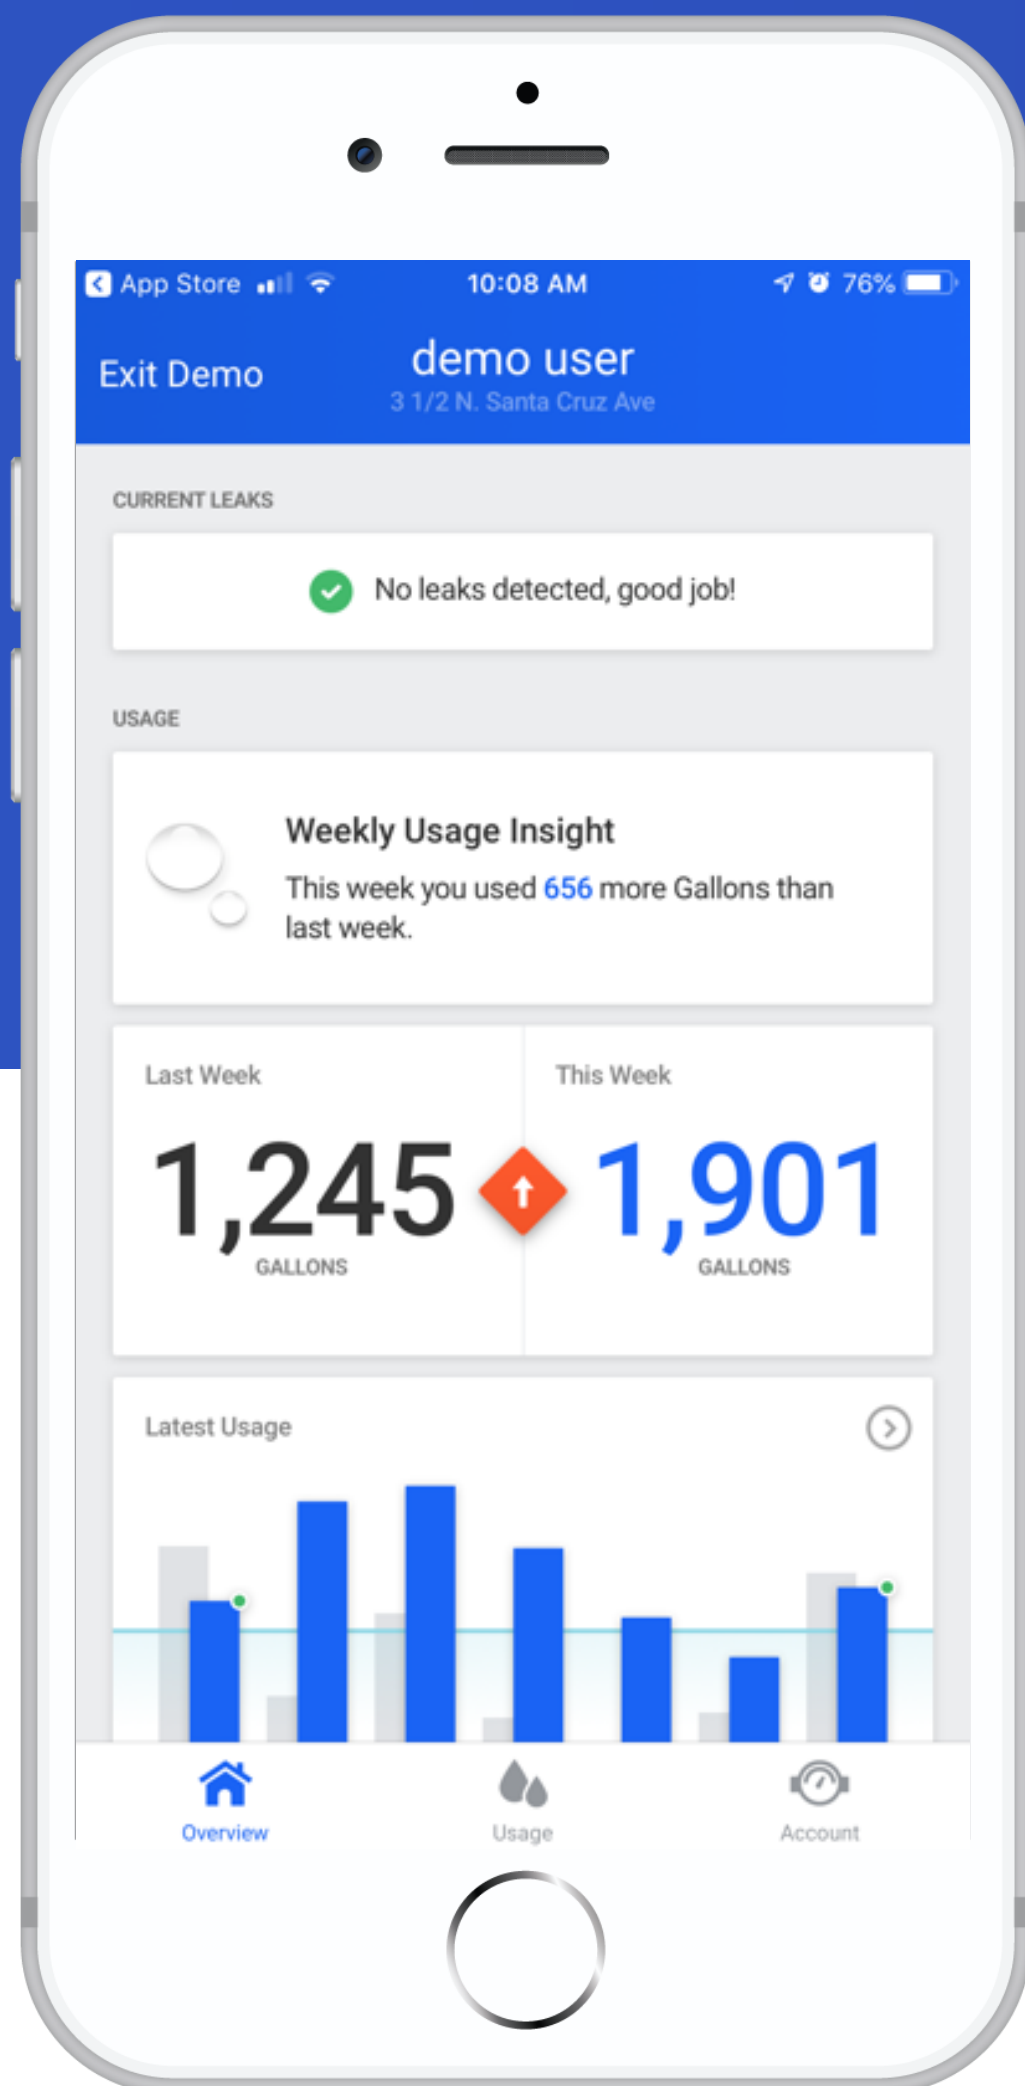 App Store
10:08 AM
76%
Exit Demo
demo user
3 1/2 N. Santa Cruz Ave
CURRENT LEAKS
No leaks detected, good job!
USAGE
Weekly Usage Insight
This week you used 656 more Gallons than
last week.
Last Week
This Week
1,245
1,901
GALLONS
GALLONS
Latest Usage
Overview
Usage
Account